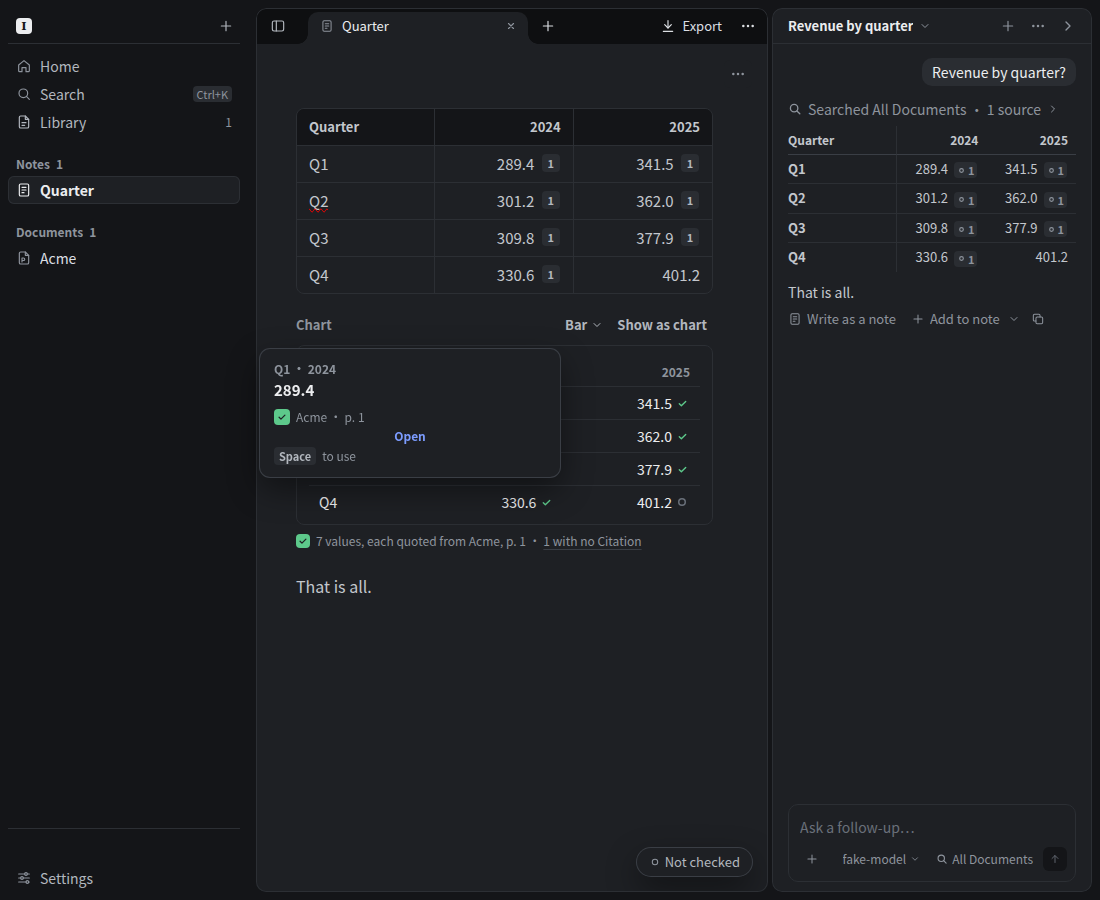 I
Home
Search Ctrl+K
Library 1
Notes 1
Quarter
Documents 1
Acme
Settings
Quarter
Export
Quarter 2024 2025
Q1 289.4 1 341.5 1
Q2 301.2 1 362.0 1
Q3 309.8 1 377.9 1
Q4 330.6 1 401.2
Chart Bar Show as chart
2025
341.5
362.0
377.9
Q4 330.6 401.2
Q1 • 2024
289.4
Acme • p. 1
Open
Space to use
7 values, each quoted from Acme, p. 1 • 1 with no Citation
That is all.
Not checked
Revenue by quarter
Revenue by quarter?
Searched All Documents • 1 source
Quarter 2024 2025
Q1 289.4 1 341.5 1
Q2 301.2 1 362.0 1
Q3 309.8 1 377.9 1
Q4 330.6 1 401.2
That is all.
Write as a note Add to note
Ask a follow-up…
fake-model All Documents